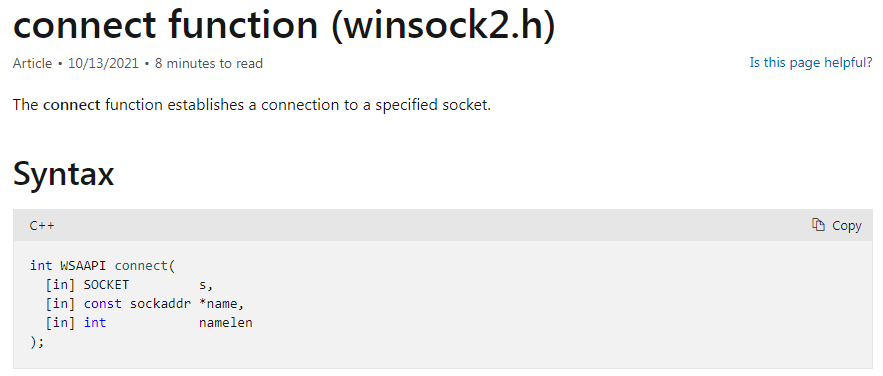 connect function (winsock2.h)
Article • 10/13/2021 • 8 minutes to read
Is this page helpful?
The connect function establishes a connection to a specified socket.
Syntax
C++
Copy
int WSAAPI connect(
  [in] SOCKET         s,
  [in] const sockaddr *name,
  [in] int            namelen
);